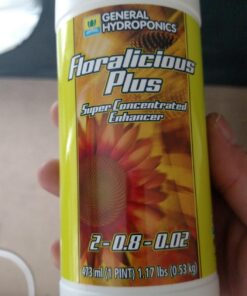 GENERAL
HYDROPONICS
Floralicious
Plus
Super Concentrated
Enhancer
2 - 0.8 - 0.02
473 ml (1 PINT) 1.17 lbs (0.53 kg)